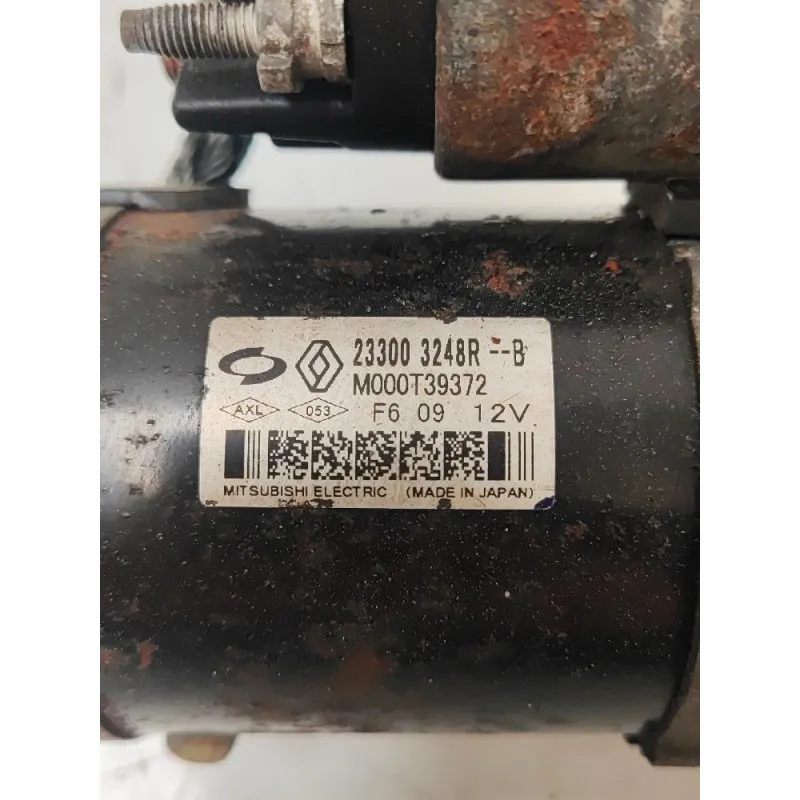 23300 3248R --B
M000T39372
AXL 053 F6 09 12V
MITSUBISHI ELECTRIC (MADE IN JAPAN)